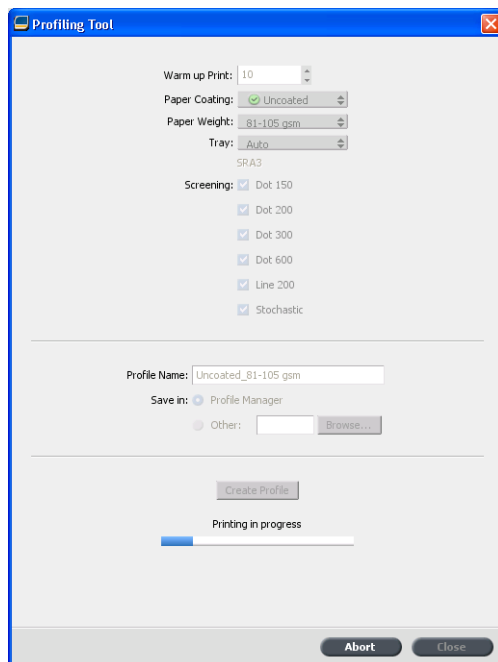 Profiling Tool
Warm up Print: 10
Paper Coating: Uncoated
Paper Weight: 81-105 gsm
Tray: Auto
SRA3
Screening: Dot 150
Dot 200
Dot 300
Dot 600
Line 200
Stochastic
Profile Name: Uncoated_81-105 gsm
Save in: Profile Manager
Other: Browse...
Create Profile
Printing in progress
Abort Close